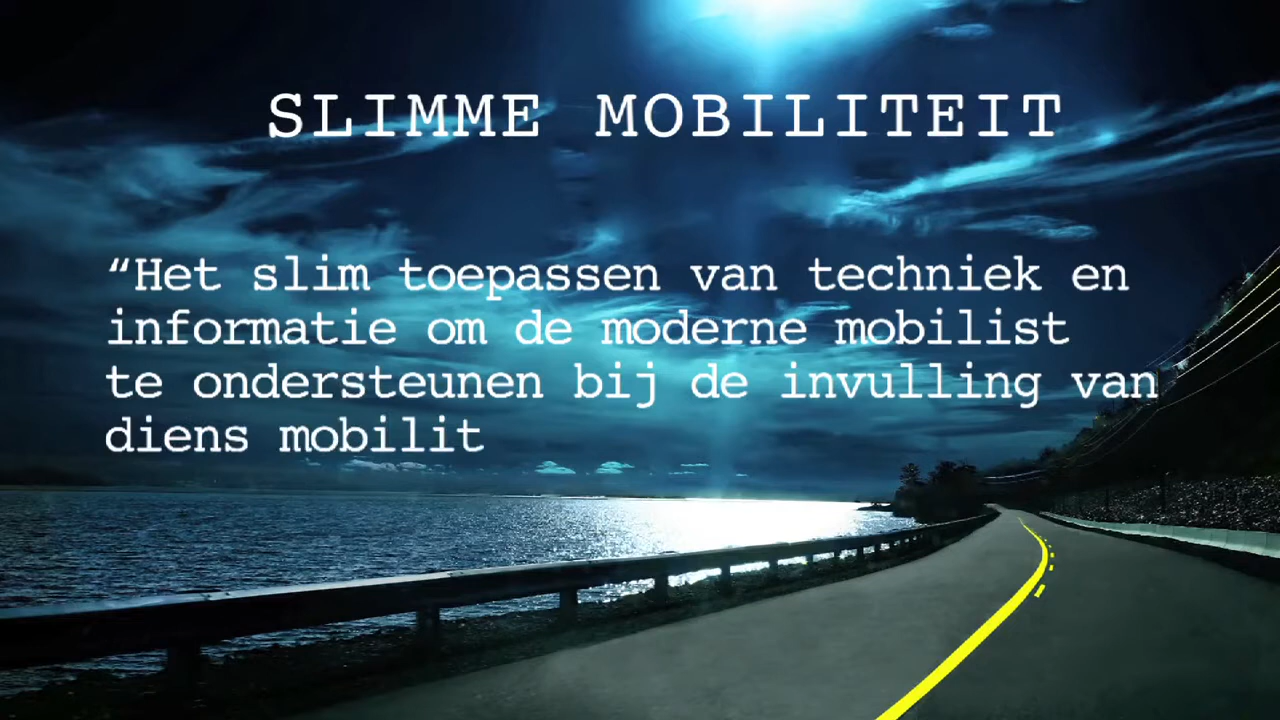 SLIMME MOBILITEIT
“Het slim toepassen van techniek en
informatie om de moderne mobilist
te ondersteunen bij de invulling van
diens mobilit